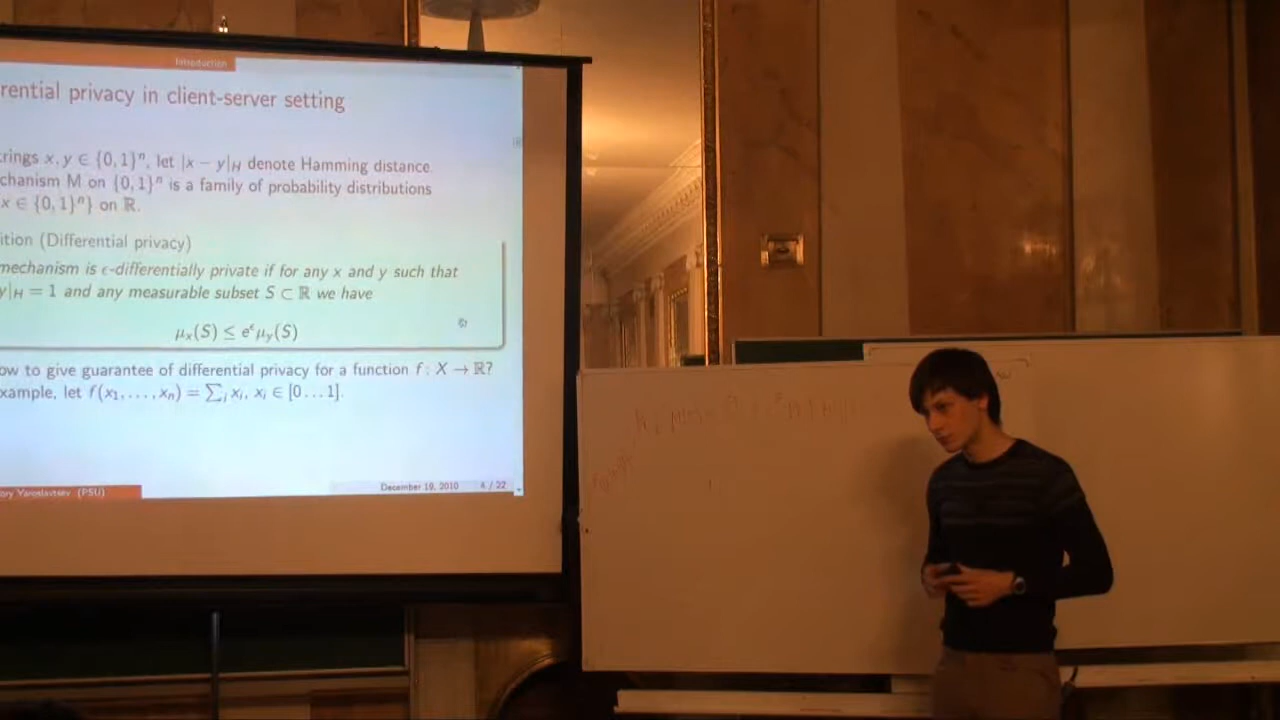 Introduction
rential privacy in client-server setting
trings x, y ∈ {0, 1}ⁿ, let |x − y|_H denote Hamming distance.
chanism M on {0, 1}ⁿ is a family of probability distributions
x ∈ {0, 1}ⁿ} on ℝ.
ition (Differential privacy)
mechanism is ϵ-differentially private if for any x and y such that
y|_H = 1 and any measurable subset S ⊂ ℝ we have
μₓ(S) ≤ e^ϵ μ_y(S)
ow to give guarantee of differential privacy for a function f : X → ℝ?
example, let f(x₁, . . . , xₙ) = ∑ᵢ xᵢ, xᵢ ∈ [0 . . . 1].
ory Yaroslavtsev (PSU)
December 19, 2010 4 / 22